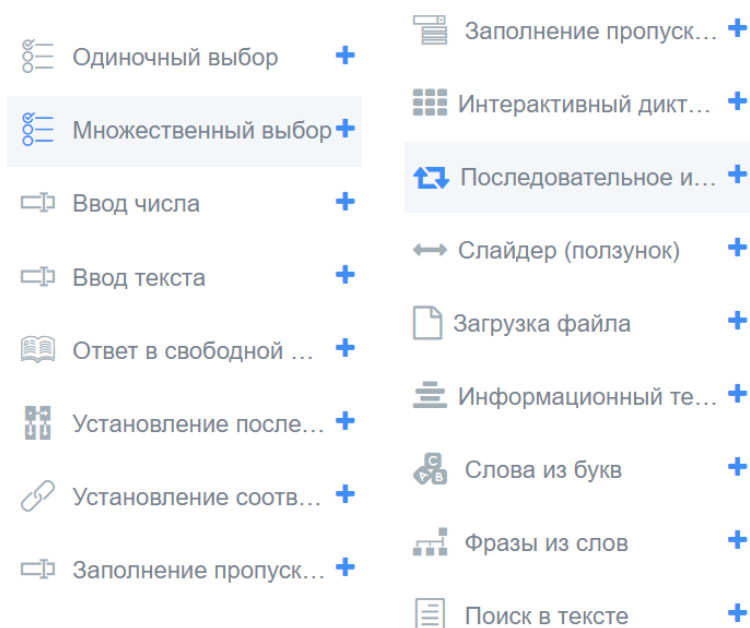 Одиночный выбор
Множественный выбор
Ввод числа
Ввод текста
Ответ в свободной ...
Установление после...
Установление соотв...
Заполнение пропуск...
Заполнение пропуск...
Интерактивный дикт...
Последовательное и...
Слайдер (ползунок)
Загрузка файла
Информационный те...
Слова из букв
Фразы из слов
Поиск в тексте